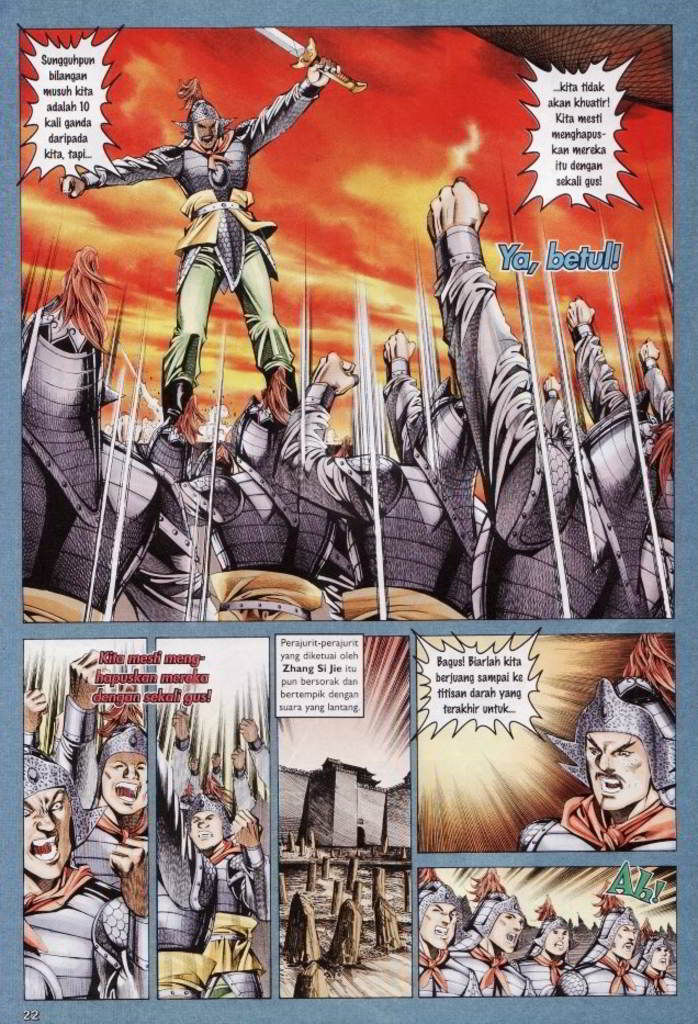 Sungguhpun
bilangan
musuh kita
adalah 10
kali ganda
daripada
kita, tapi...
...kita tidak
akan khuatir!
Kita mesti
menghapus-
kan mereka
itu dengan
sekali gus!
Ya, betul!
Kita mesti meng-
hapuskan mereka
dengan sekali gus!
Perajurit-perajurit
yang diketuai oleh
Zhang Si Jie itu
pun bersorak dan
bertempik dengan
suara yang lantang.
Bagus! Biarlah kita
berjuang sampai ke
titisan darah yang
terakhir untuk...
Ah!
22